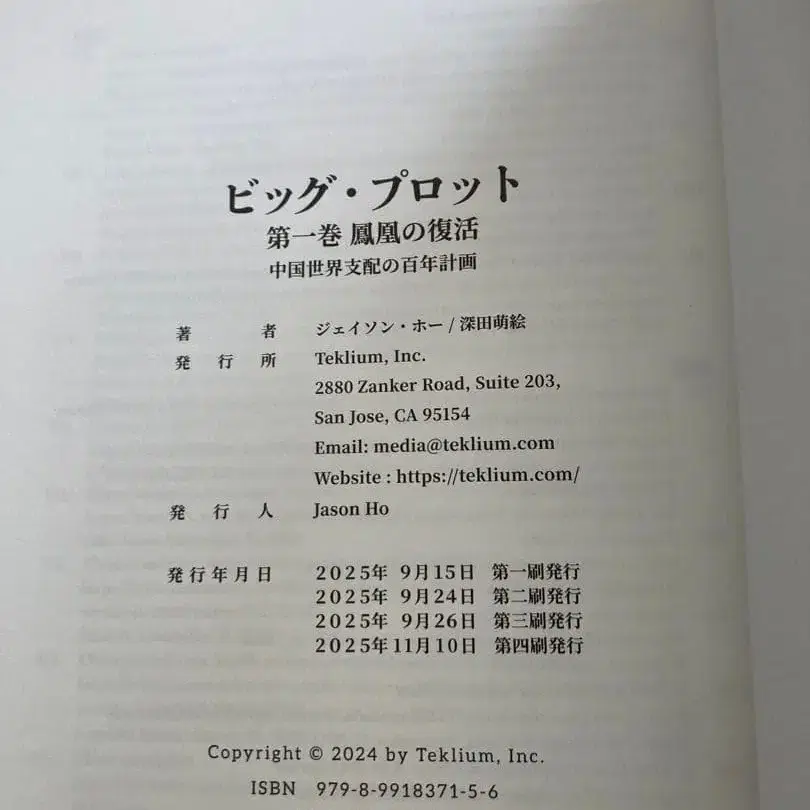 ビッグ・プロット
第一巻 鳳凰の復活
中国世界支配の百年計画
著者 ジェイソン・ホー / 深田萌絵
発行所 Teklium, Inc.
2880 Zanker Road, Suite 203,
San Jose, CA 95154
Email: media@teklium.com
Website : https://teklium.com/
発行人 Jason Ho
発行年月日 2025年 9月15日 第一刷発行
2025年 9月24日 第二刷発行
2025年 9月26日 第三刷発行
2025年11月10日 第四刷発行
Copyright © 2024 by Teklium, Inc.
ISBN 979-8-9918371-5-6